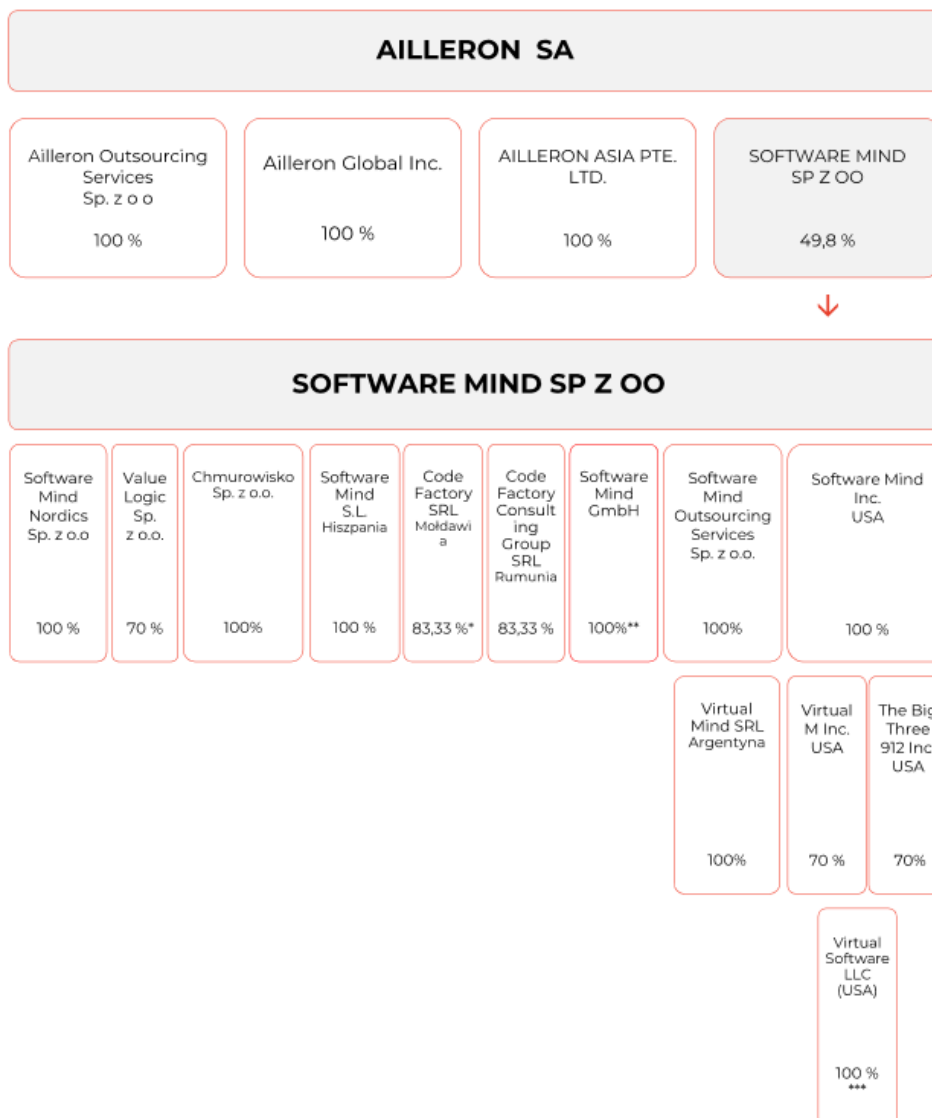 AILLERON SA
Ailleron Outsourcing
Services
Sp. z o o
100 %
Ailleron Global Inc.
100 %
AILLERON ASIA PTE.
LTD.
100 %
SOFTWARE MIND
SP Z OO
49,8 %
SOFTWARE MIND SP Z OO
Software
Mind
Nordics
Sp. z o.o
100 %
Value
Logic
Sp.
z o.o.
70 %
Chmurowisko
Sp. z o.o.
100%
Software
Mind
S.L.
Hiszpania
100 %
Code
Factory
SRL
Mołdawi
a
83,33 %*
Code
Factory
Consult
ing
Group
SRL
Rumunia
83,33 %
Software
Mind
GmbH
100%**
Software
Mind
Outsourcing
Services
Sp. z o.o.
100%
Software Mind
Inc.
USA
100 %
Virtual
Mind SRL
Argentyna
100%
Virtual
M Inc.
USA
70 %
The Big
Three
912 Inc
USA
70%
Virtual
Software
LLC
(USA)
100 %
***